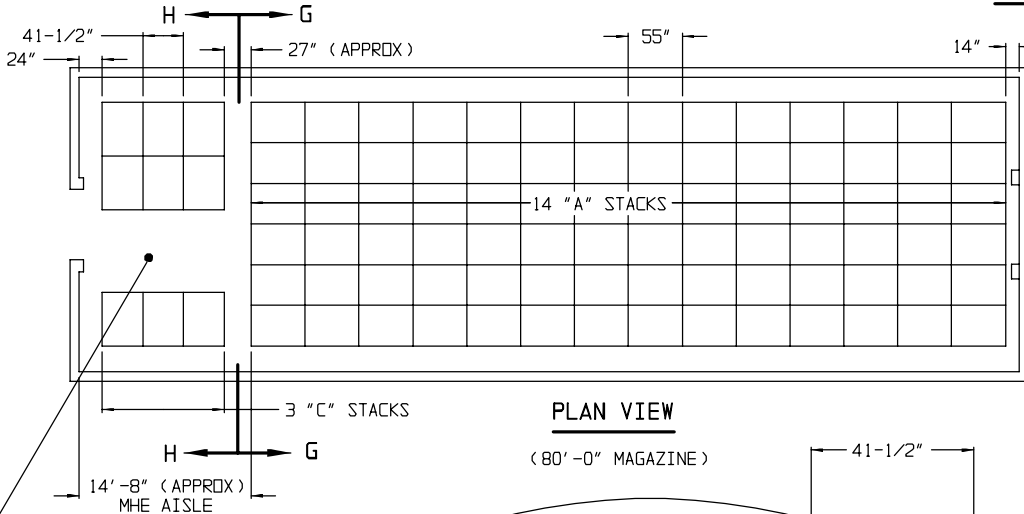 H G
41-1/2"
24"
27" (APPROX)
55"
14"
14 "A" STACKS
3 "C" STACKS
PLAN VIEW
(80'-0" MAGAZINE)
H G
41-1/2"
14'-8" (APPROX)
MHE AISLE